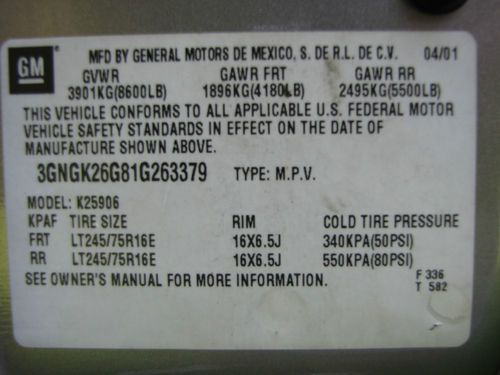 GM
MFD BY GENERAL MOTORS DE MEXICO, S. DE R.L. DE C.V. 04/01
GVWR GAWR FRT GAWR RR
3901KG(8600LB) 1896KG(4180LB) 2495KG(5500LB)
THIS VEHICLE CONFORMS TO ALL APPLICABLE U.S. FEDERAL MOTOR
VEHICLE SAFETY STANDARDS IN EFFECT ON THE DATE OF
MANUFACTURE SHOWN ABOVE.
3GNGK26G81G263379 TYPE: M.P.V.
MODEL: K25906
KPAF TIRE SIZE RIM COLD TIRE PRESSURE
FRT LT245/75R16E 16X6.5J 340KPA(50PSI)
RR LT245/75R16E 16X6.5J 550KPA(80PSI)
SEE OWNER'S MANUAL FOR MORE INFORMATION. F 336
T 582